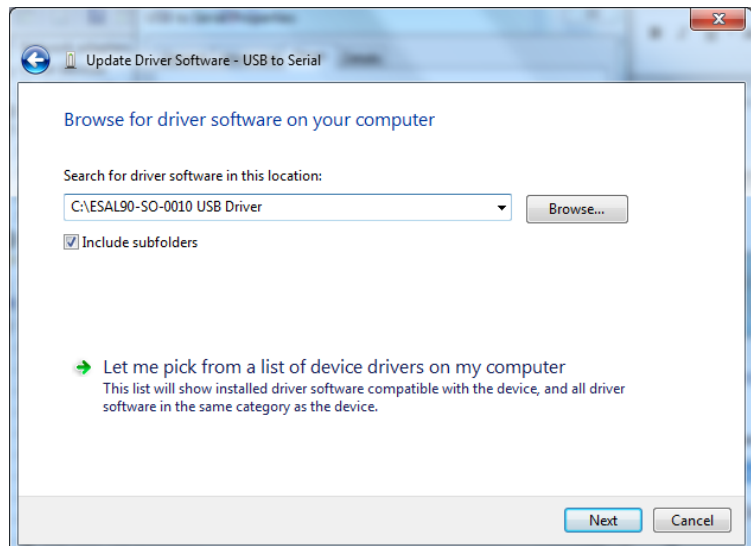 Update Driver Software - USB to Serial
Browse for driver software on your computer
Search for driver software in this location:
C:\ESAL90-SO-0010 USB Driver
Browse...
Include subfolders
Let me pick from a list of device drivers on my computer
This list will show installed driver software compatible with the device, and all driver
software in the same category as the device.
Next
Cancel